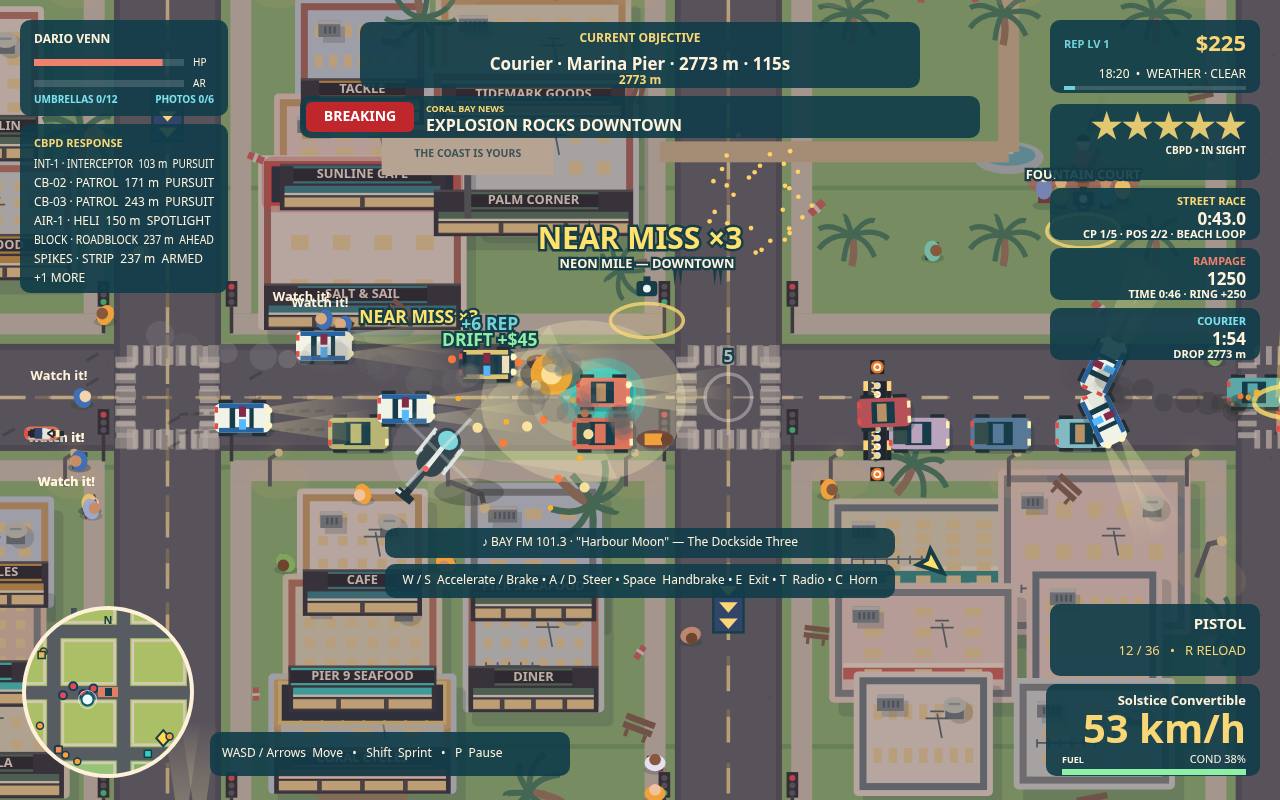 DARIO VENN
HP
AR
UMBRELLAS 0/12 PHOTOS 0/6
CBPD RESPONSE
INT-1 · INTERCEPTOR 103 m PURSUIT
CB-02 · PATROL 171 m PURSUIT
CB-03 · PATROL 243 m PURSUIT
AIR-1 · HELI 150 m SPOTLIGHT
BLOCK · ROADBLOCK 237 m AHEAD
SPIKES · STRIP 237 m ARMED
+1 MORE
CURRENT OBJECTIVE
Courier · Marina Pier · 2773 m · 115s
2773 m
TACKLE
TIDEMARK GOODS
BREAKING
CORAL BAY NEWS
EXPLOSION ROCKS DOWNTOWN
THE COAST IS YOURS
SUNLINE CAFE
PALM CORNER
SALT & SAIL
REP LV 1 $225
18:20 • WEATHER · CLEAR
CBPD • IN SIGHT
FOUNTAIN COURT
STREET RACE
0:43.0
CP 1/5 · POS 2/2 · BEACH LOOP
RAMPAGE
1250
TIME 0:46 · RING +250
COURIER
1:54
DROP 2773 m
NEAR MISS ×3
NEON MILE — DOWNTOWN
Watch it!
Watch it!
NEAR MISS ×2
+6 REP
DRIFT +$45
5
Watch it!
Watch it!
Watch it!
♪ BAY FM 101.3 · "Harbour Moon" — The Dockside Three
W / S Accelerate / Brake • A / D Steer • Space Handbrake • E Exit • T Radio • C Horn
CAFE
PIER 9 SEAFOOD
DINER
N
WASD / Arrows Move • Shift Sprint • P Pause
PISTOL
12 / 36 • R RELOAD
Solstice Convertible
53 km/h
FUEL COND 38%